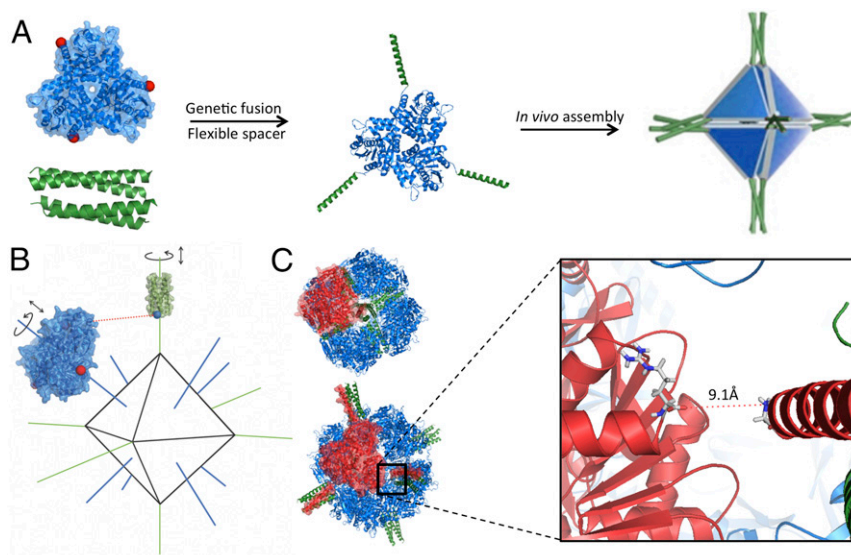 A
Genetic fusion
Flexible spacer
In vivo assembly
B
C
9.1Å